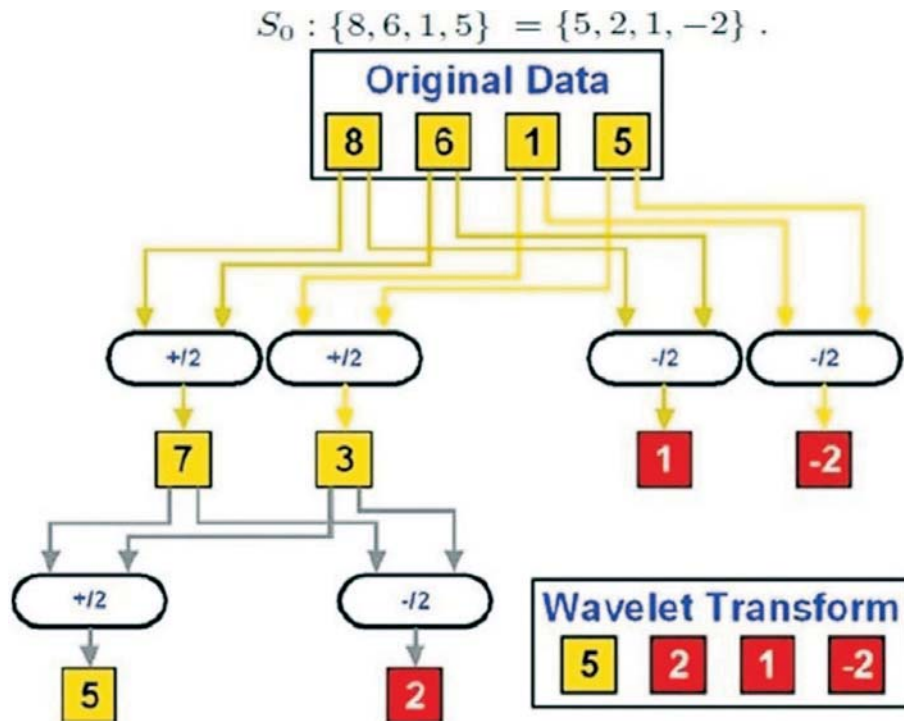 S₀ : {8, 6, 1, 5} = {5, 2, 1, −2} .
Original Data
8 6 1 5
+/2 +/2 -/2 -/2
7 3 1 -2
+/2 -/2
Wavelet Transform
5 2 1 -2
5 2